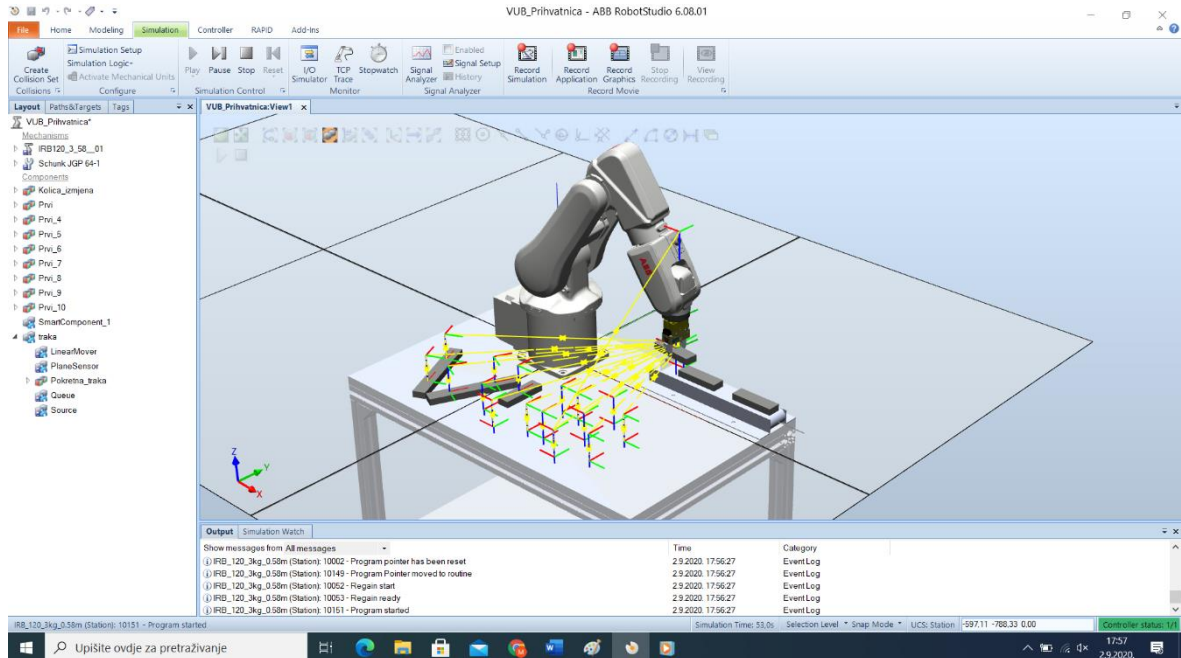 VUB_Prihvatnica - ABB RobotStudio 6.08.01
File Home Modeling Simulation Controller RAPID Add-Ins
Create Collision Set
Simulation Setup
Simulation Logic
Activate Mechanical Units
Play Pause Stop Reset
I/O Simulator
TCP Trace
Stopwatch
Signal Analyzer
Enabled
Signal Setup
History
Record Simulation
Record Application
Record Graphics
Stop Recording
View Recording
Collisions Configure Simulation Control Monitor Signal Analyzer Record Movie
Layout Paths&Targets Tags
VUB_Prihvatnica:View1
VUB_Prihvatnica*
Mechanisms
IRB120_3_58__01
Schunk JGP 64-1
Components
Kolica_izmjena
Prvi
Prvi_4
Prvi_5
Prvi_6
Prvi_7
Prvi_8
Prvi_9
Prvi_10
SmartComponent_1
traka
LinearMover
PlaneSensor
Pokretna_traka
Queue
Source
ABB
Z
Y
X
Output Simulation Watch
Show messages from All messages Time Category
IRB_120_3kg_0.58m (Station): 10002 - Program pointer has been reset 2.9.2020. 17:56:27 Event Log
IRB_120_3kg_0.58m (Station): 10149 - Program Pointer moved to routine 2.9.2020. 17:56:27 Event Log
IRB_120_3kg_0.58m (Station): 10052 - Regain start 2.9.2020. 17:56:27 Event Log
IRB_120_3kg_0.58m (Station): 10053 - Regain ready 2.9.2020. 17:56:27 Event Log
IRB_120_3kg_0.58m (Station): 10151 - Program started 2.9.2020. 17:56:27 Event Log
IRB_120_3kg_0.58m (Station): 10151 - Program started Simulation Time: 53,0s Selection Level Snap Mode UCS: Station -597,11 -788,33 0,00 Controller status: 1/1
Upišite ovdje za pretraživanje
17:57
2.9.2020.